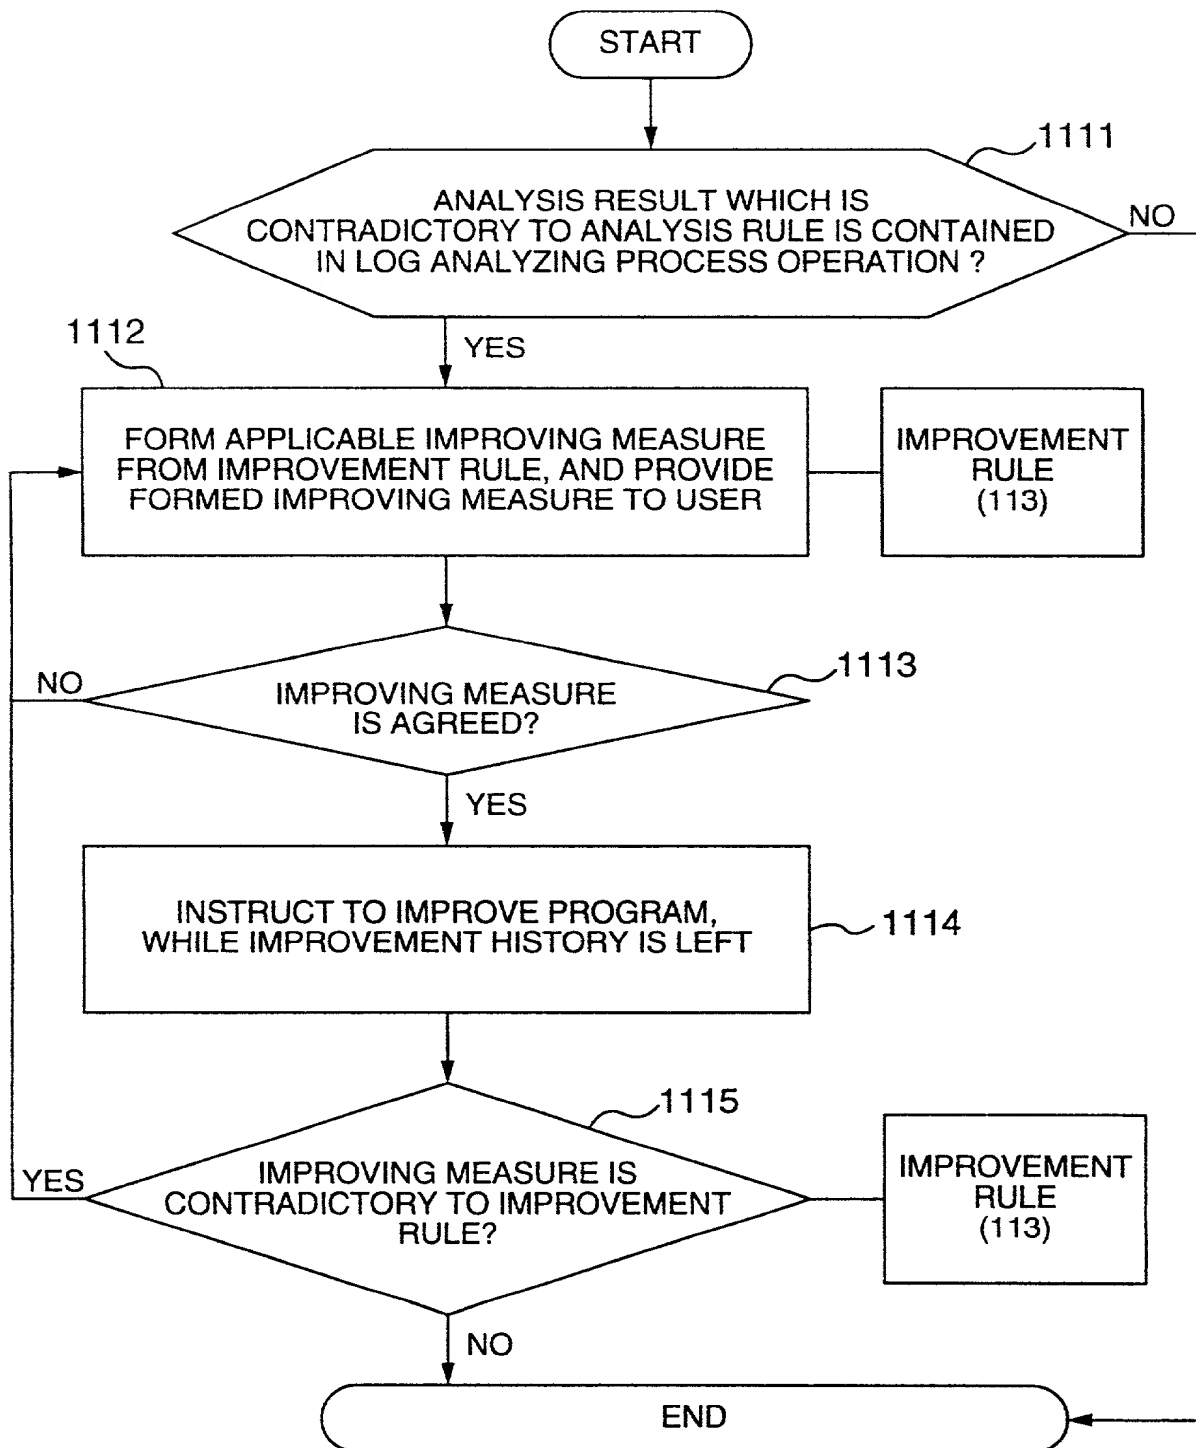 START
1111
ANALYSIS RESULT WHICH IS
CONTRADICTORY TO ANALYSIS RULE IS CONTAINED
IN LOG ANALYZING PROCESS OPERATION ?
NO
YES
1112
FORM APPLICABLE IMPROVING MEASURE
FROM IMPROVEMENT RULE, AND PROVIDE
FORMED IMPROVING MEASURE TO USER
IMPROVEMENT
RULE
(113)
1113
NO
IMPROVING MEASURE
IS AGREED?
YES
INSTRUCT TO IMPROVE PROGRAM,
WHILE IMPROVEMENT HISTORY IS LEFT
1114
1115
YES
IMPROVING MEASURE IS
CONTRADICTORY TO IMPROVEMENT
RULE?
IMPROVEMENT
RULE
(113)
NO
END